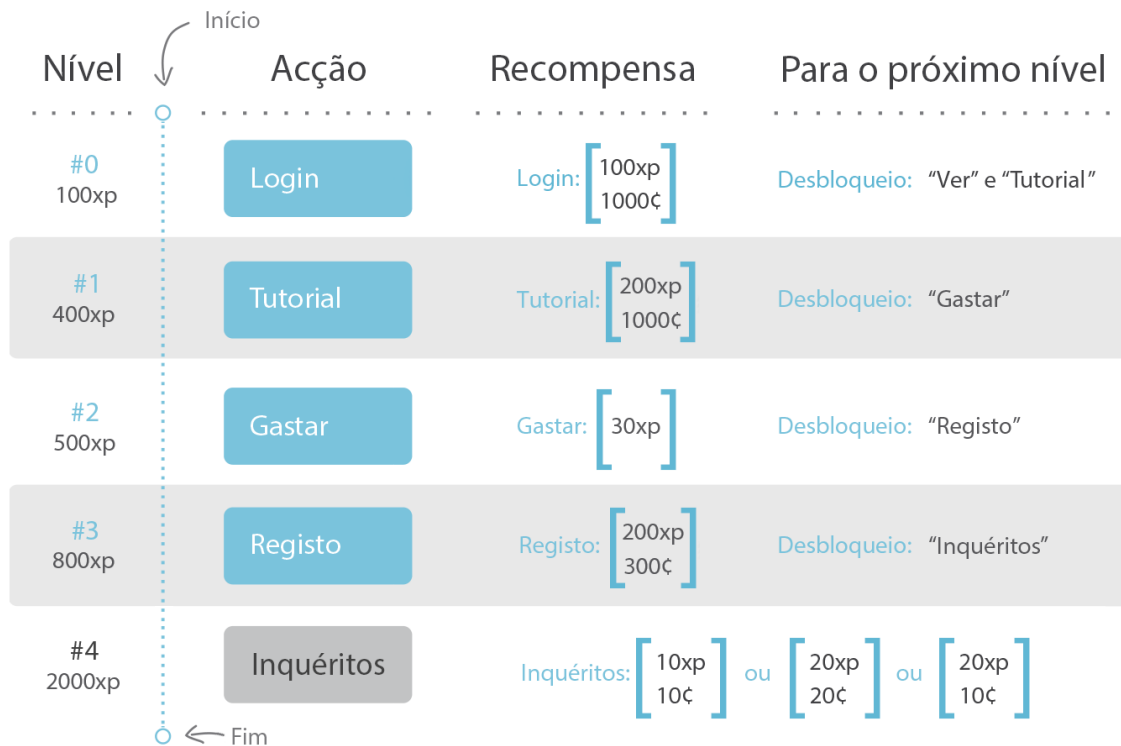 Início
Nível Acção Recompensa Para o próximo nível
#0
100xp
Login
Login: 100xp
1000¢
Desbloqueio: “Ver” e “Tutorial”
#1
400xp
Tutorial
Tutorial: 200xp
1000¢
Desbloqueio: “Gastar”
#2
500xp
Gastar
Gastar: 30xp
Desbloqueio: “Registo”
#3
800xp
Registo
Registo: 200xp
300¢
Desbloqueio: “Inquéritos”
#4
2000xp
Inquéritos
Inquéritos: 10xp
10¢
ou
20xp
20¢
ou
20xp
10¢
Fim